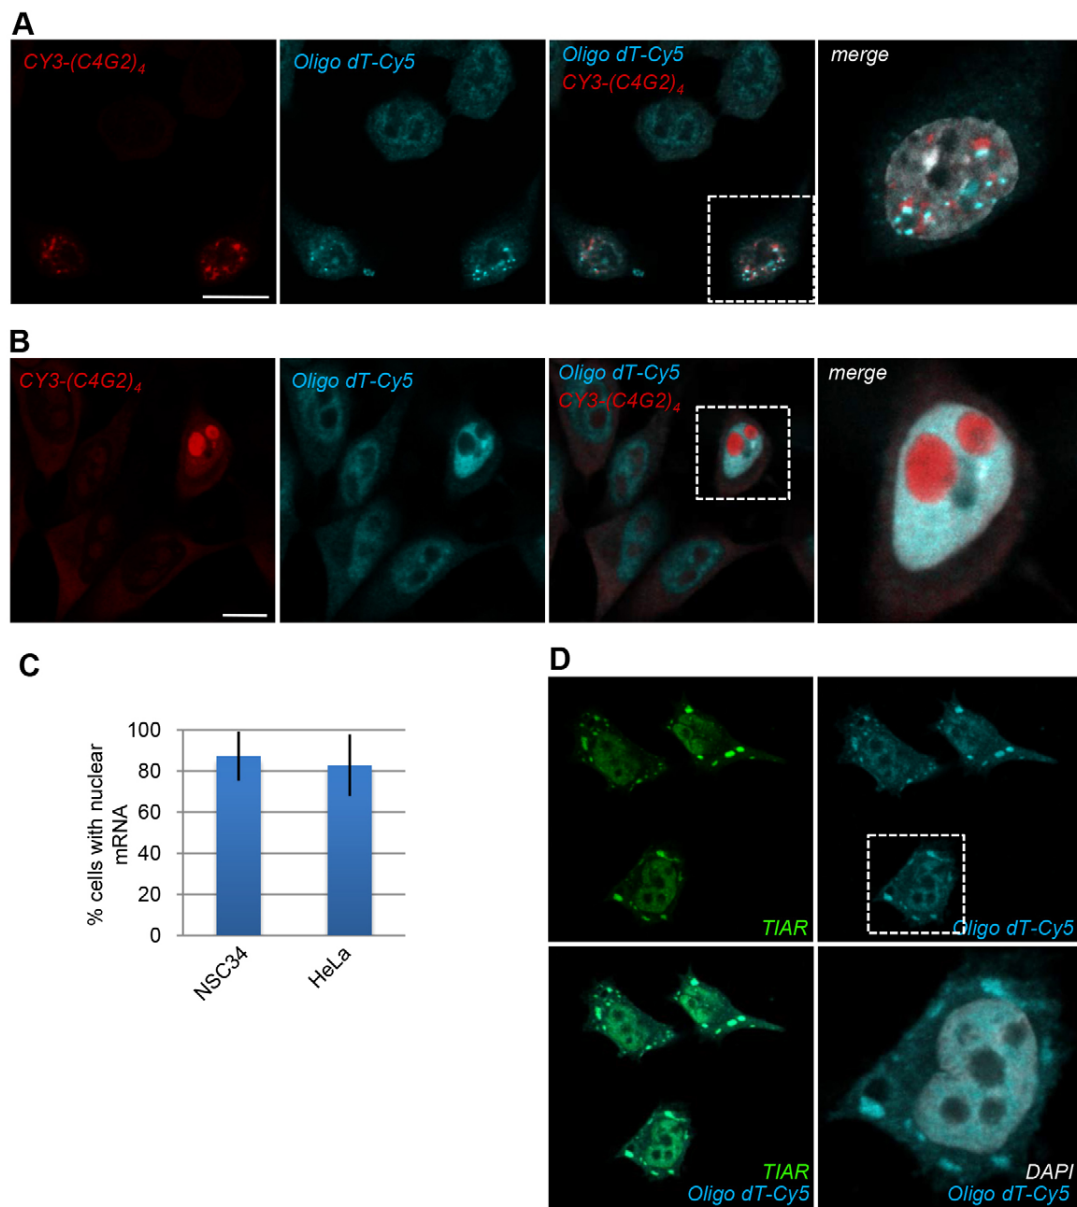 A
CY3-(C4G2)4
Oligo dT-Cy5
Oligo dT-Cy5
CY3-(C4G2)4
merge
B
CY3-(C4G2)4
Oligo dT-Cy5
Oligo dT-Cy5
CY3-(C4G2)4
merge
C
% cells with nuclear
mRNA
100
80
60
40
20
0
NSC34
HeLa
D
TIAR
Oligo dT-Cy5
TIAR
Oligo dT-Cy5
DAPI
Oligo dT-Cy5